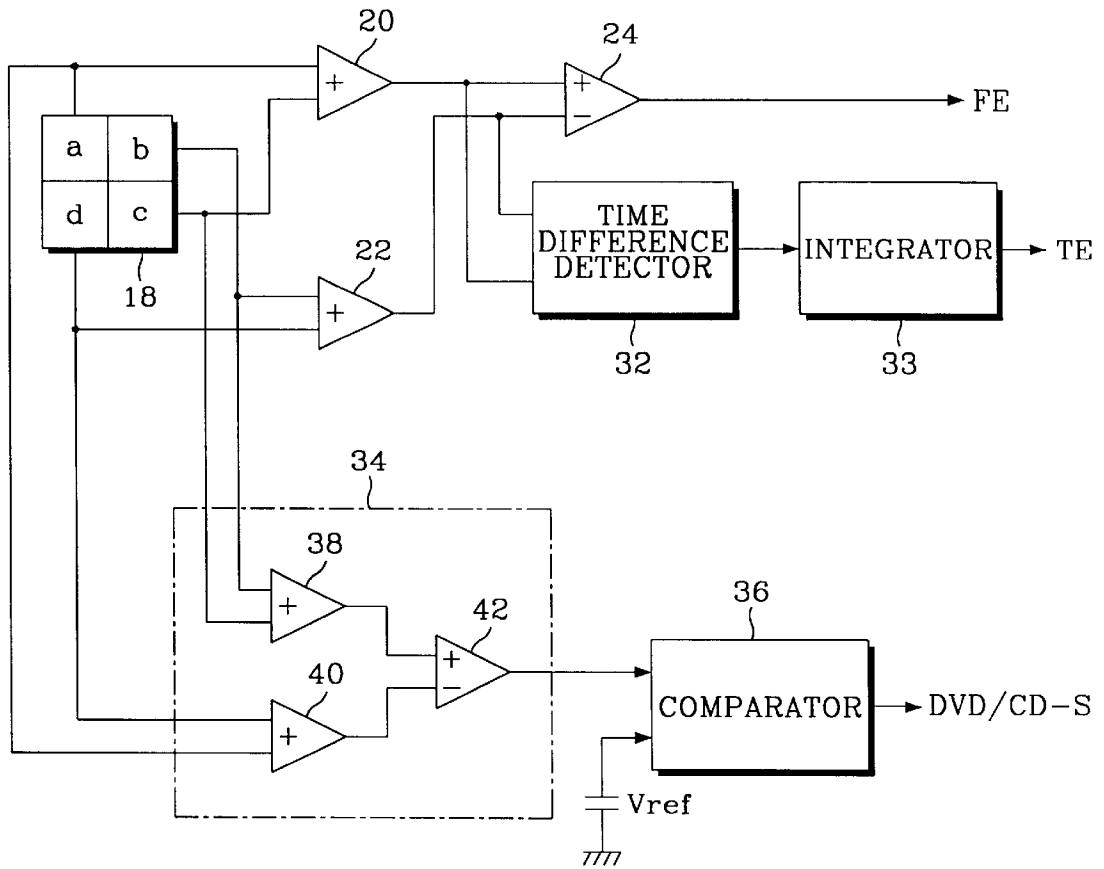 20
24
+
+
−
FE
a
b
d
c
18
22
+
TIME
DIFFERENCE
DETECTOR
32
INTEGRATOR
33
TE
34
38
+
42
+
−
40
+
36
COMPARATOR
DVD/CD-S
Vref